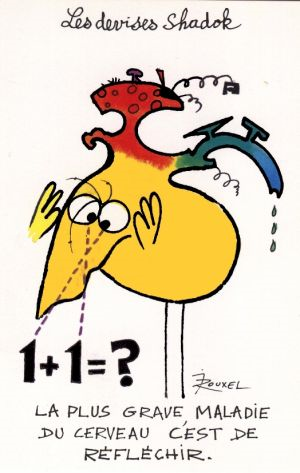 Les devises Shadok
1+1=?
J. ROUXEL
LA PLUS GRAVE MALADIE
DU CERVEAU C'EST DE
RÉFLÉCHIR.